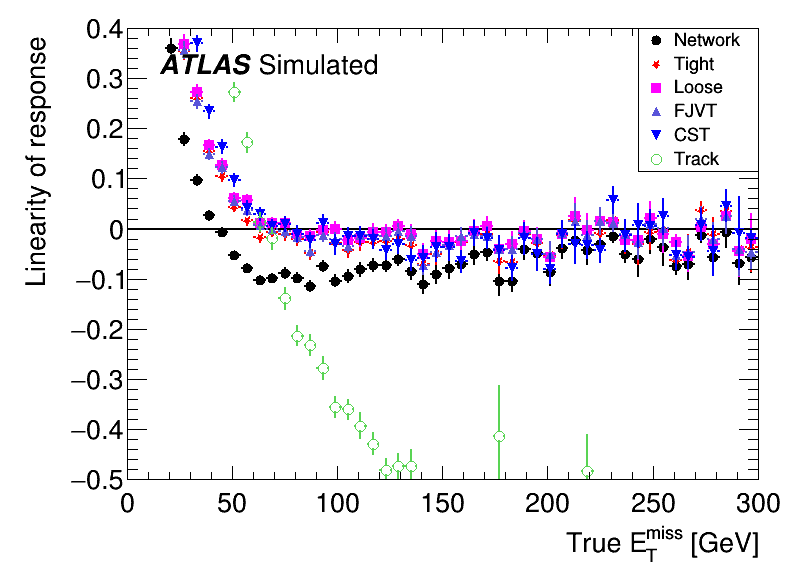 Linearity of response
0.4
0.3
0.2
0.1
0
−0.1
−0.2
−0.3
−0.4
−0.5
ATLAS Simulated
Network
Tight
Loose
FJVT
CST
Track
0 50 100 150 200 250 300
True E_T^miss [GeV]